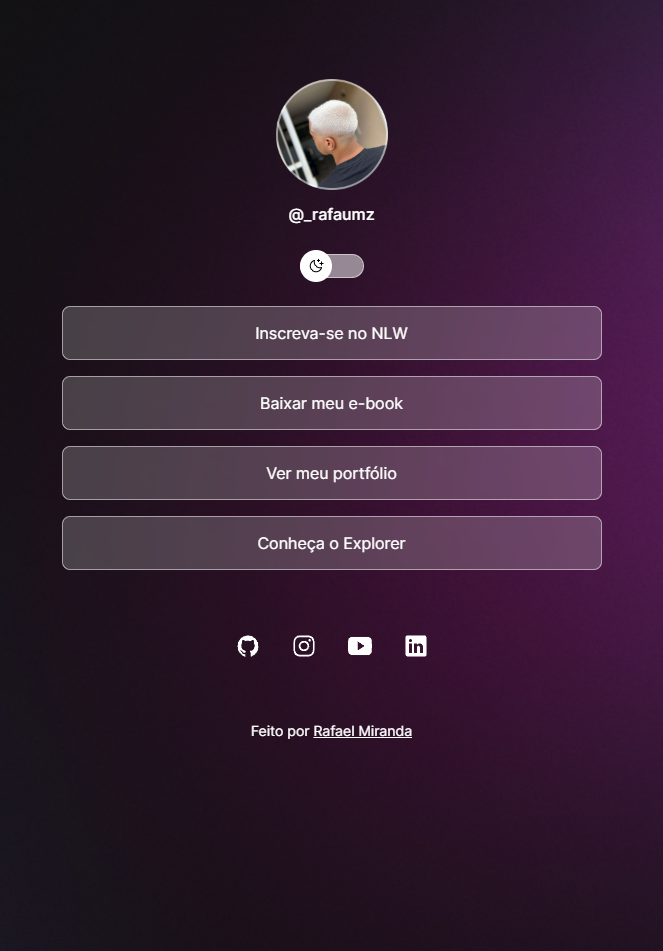 @_rafaumz
Inscreva-se no NLW
Baixar meu e-book
Ver meu portfólio
Conheça o Explorer
Feito por Rafael Miranda